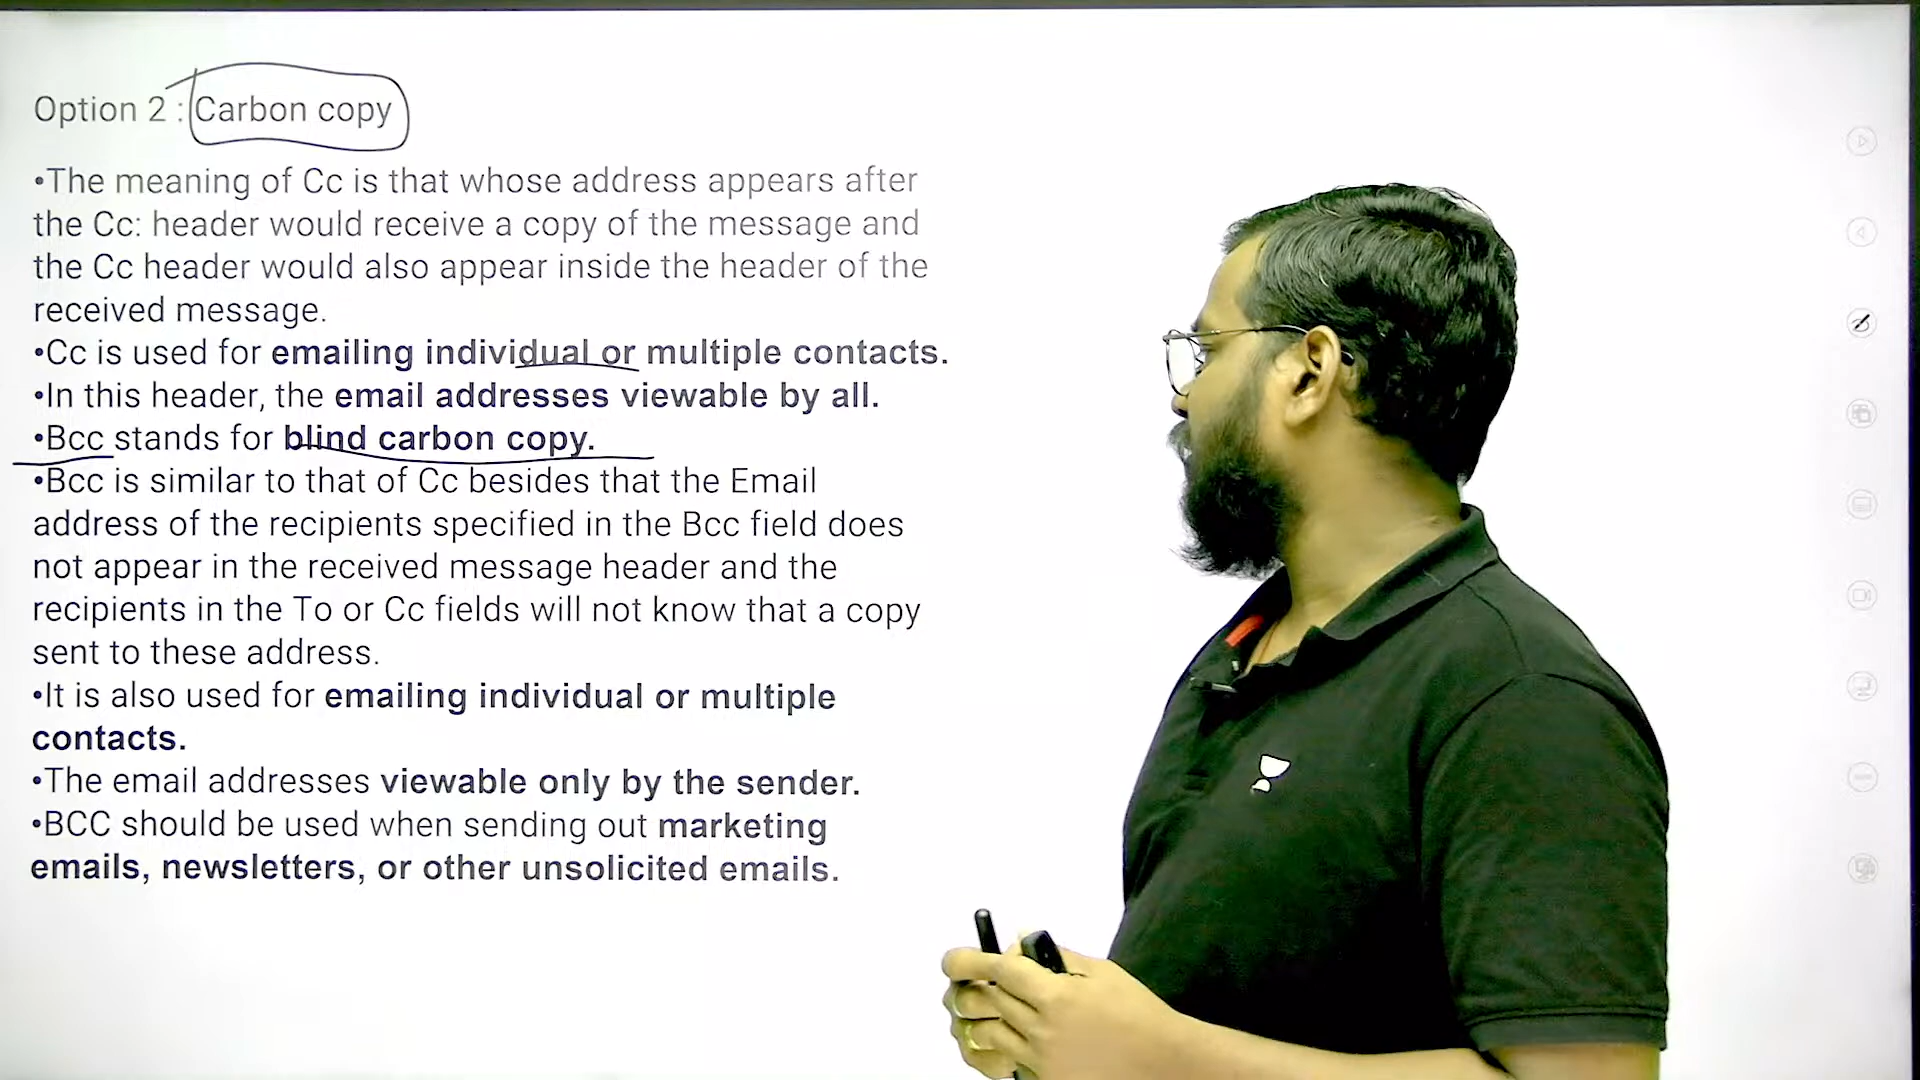 Option 2 : Carbon copy
•The meaning of Cc is that whose address appears after
the Cc: header would receive a copy of the message and
the Cc header would also appear inside the header of the
received message.
•Cc is used for emailing individual or multiple contacts.
•In this header, the email addresses viewable by all.
•Bcc stands for blind carbon copy.
•Bcc is similar to that of Cc besides that the Email
address of the recipients specified in the Bcc field does
not appear in the received message header and the
recipients in the To or Cc fields will not know that a copy
sent to these address.
•It is also used for emailing individual or multiple
contacts.
•The email addresses viewable only by the sender.
•BCC should be used when sending out marketing
emails, newsletters, or other unsolicited emails.